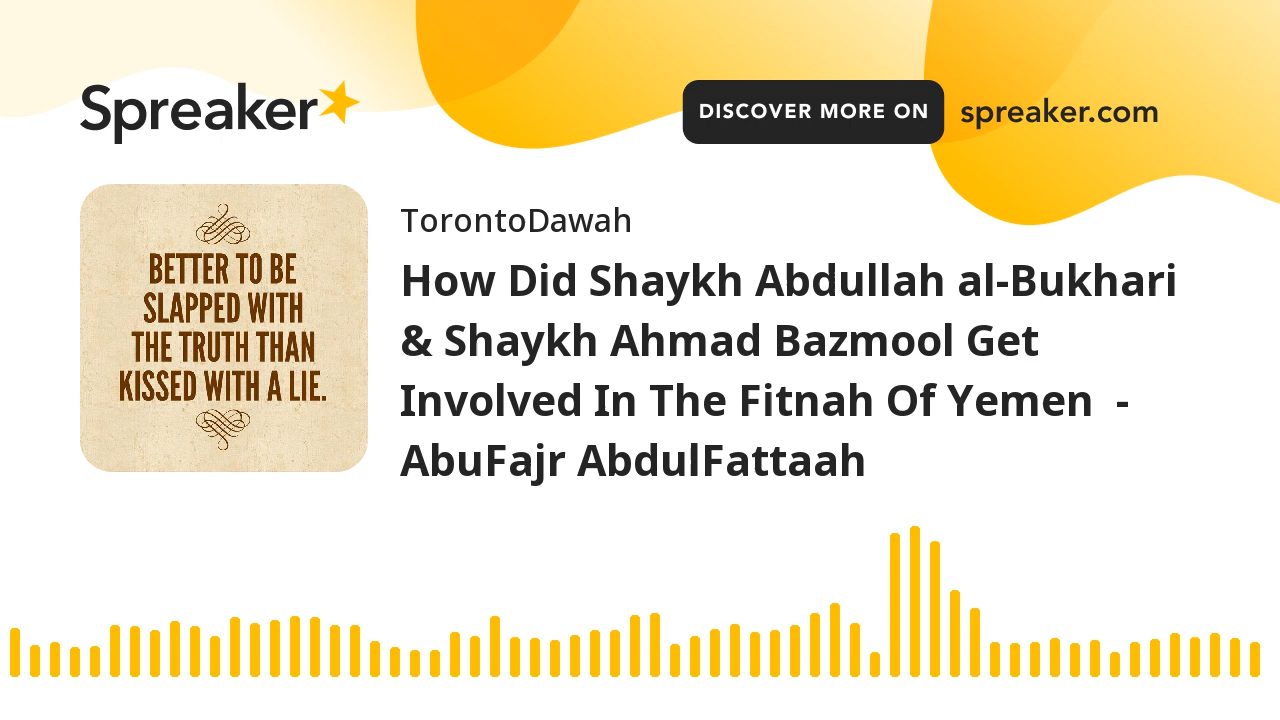 Spreaker
DISCOVER MORE ON
spreaker.com
BETTER TO BE
SLAPPED WITH
THE TRUTH THAN
KISSED WITH A LIE.
TorontoDawah
How Did Shaykh Abdullah al-Bukhari
& Shaykh Ahmad Bazmool Get
Involved In The Fitnah Of Yemen  -
AbuFajr AbdulFattaah